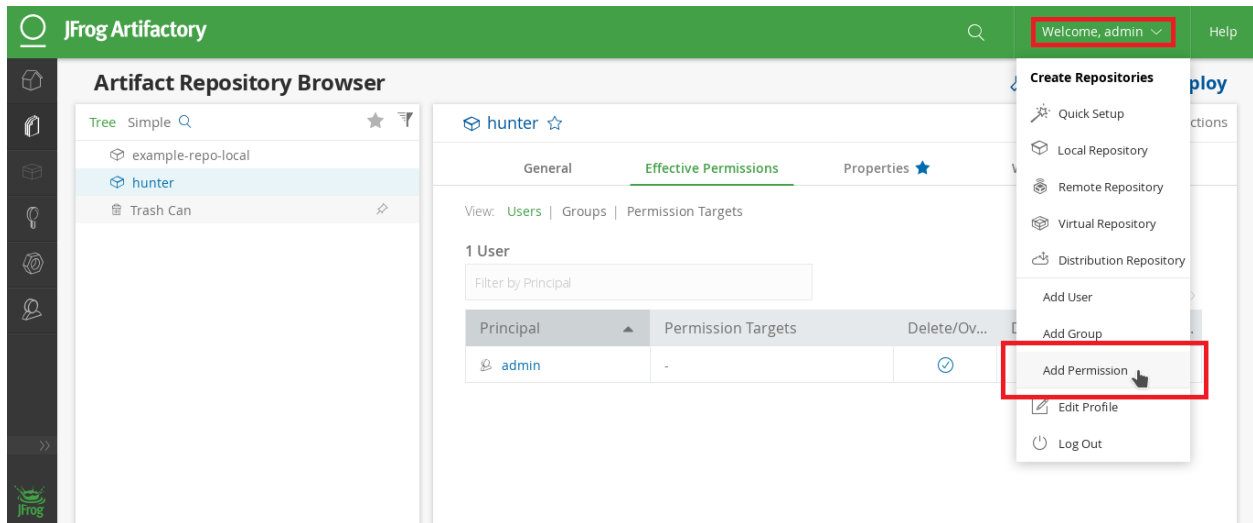 JFrog Artifactory
Welcome, admin
Help
Artifact Repository Browser
ploy
Create Repositories
Quick Setup
Local Repository
Remote Repository
Virtual Repository
Distribution Repository
Add User
Add Group
Add Permission
Edit Profile
Log Out
Tree Simple
example-repo-local
hunter
Trash Can
hunter
ctions
General Effective Permissions Properties
View: Users | Groups | Permission Targets
1 User
Filter by Principal
Principal Permission Targets Delete/Ov...
admin -
JFrog